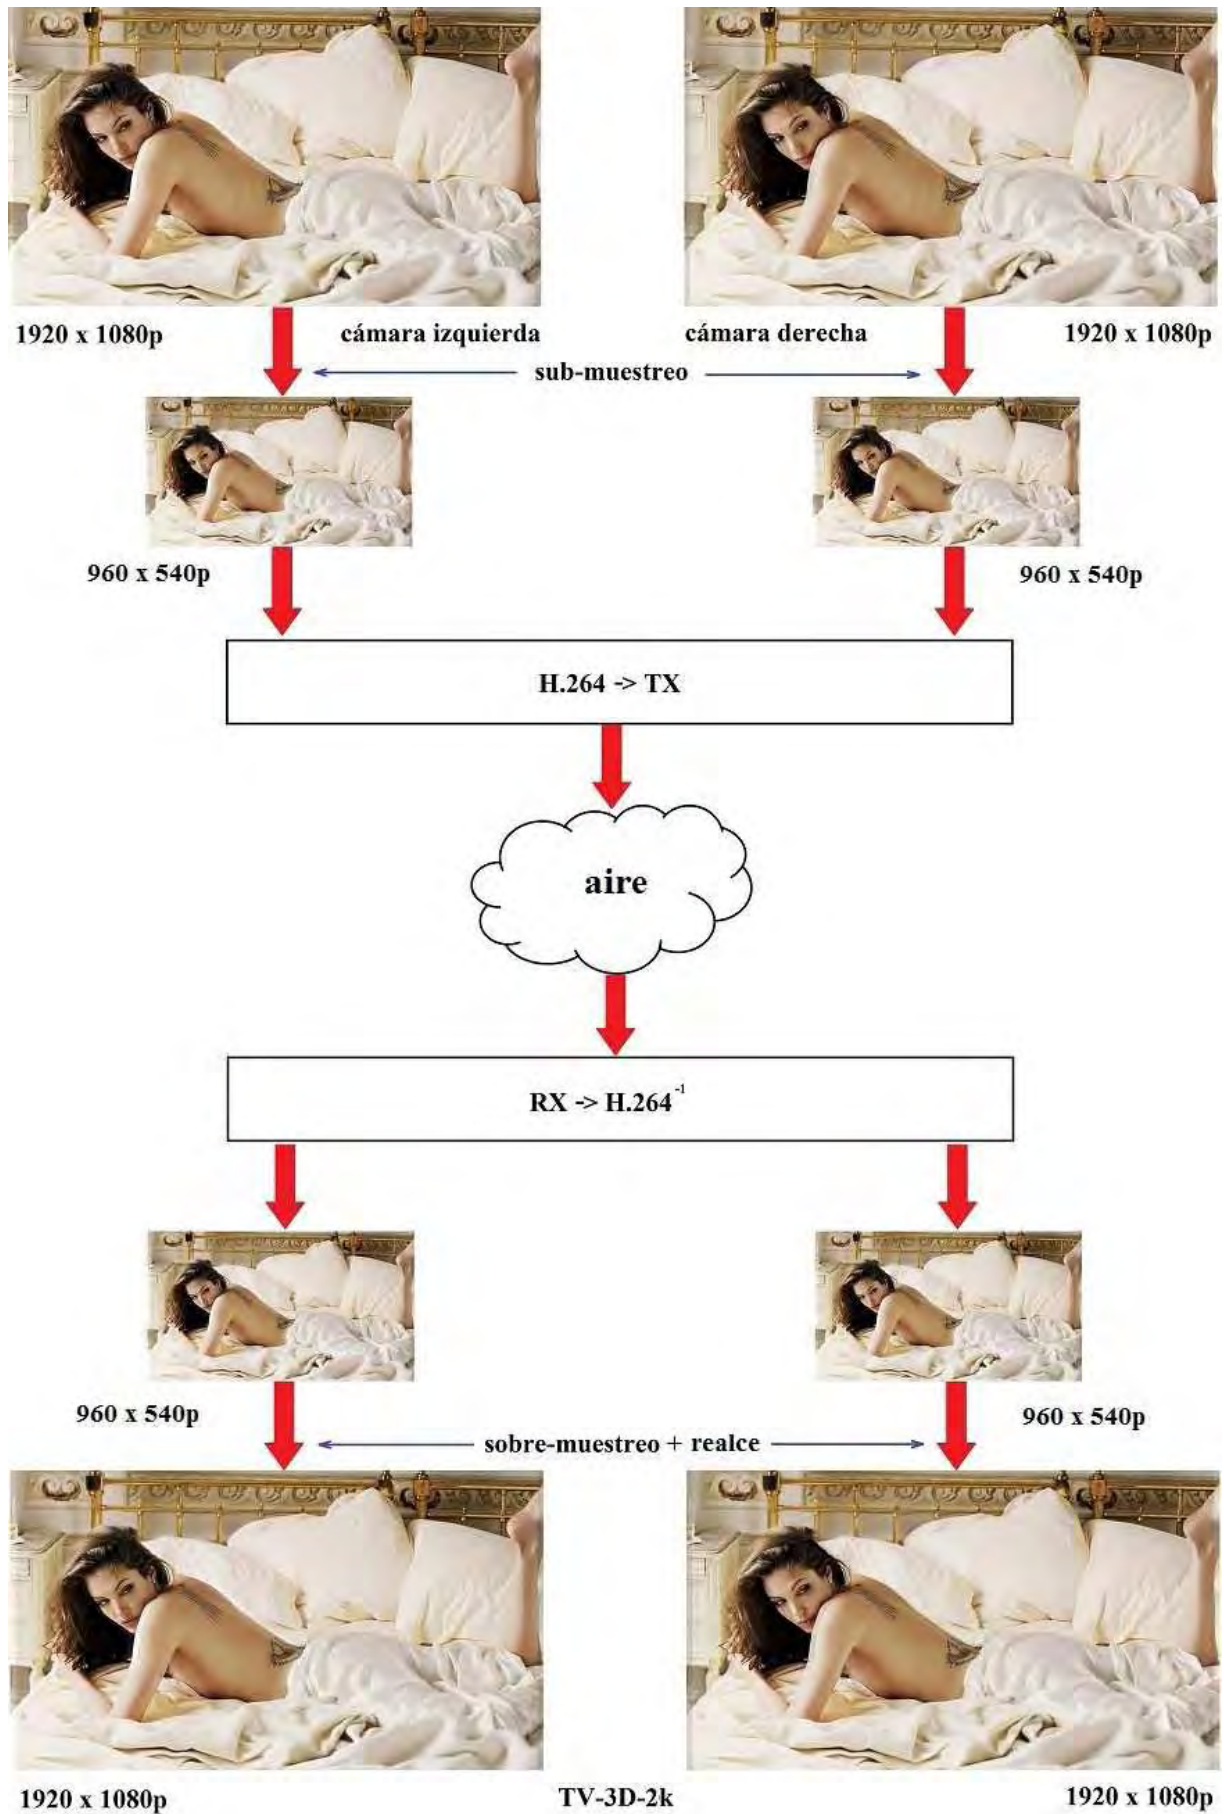 1920 x 1080p
cámara izquierda
cámara derecha
1920 x 1080p
sub-muestreo
960 x 540p
960 x 540p
H.264 -> TX
aire
RX -> H.264⁻¹
960 x 540p
960 x 540p
sobre-muestreo + realce
1920 x 1080p
TV-3D-2k
1920 x 1080p